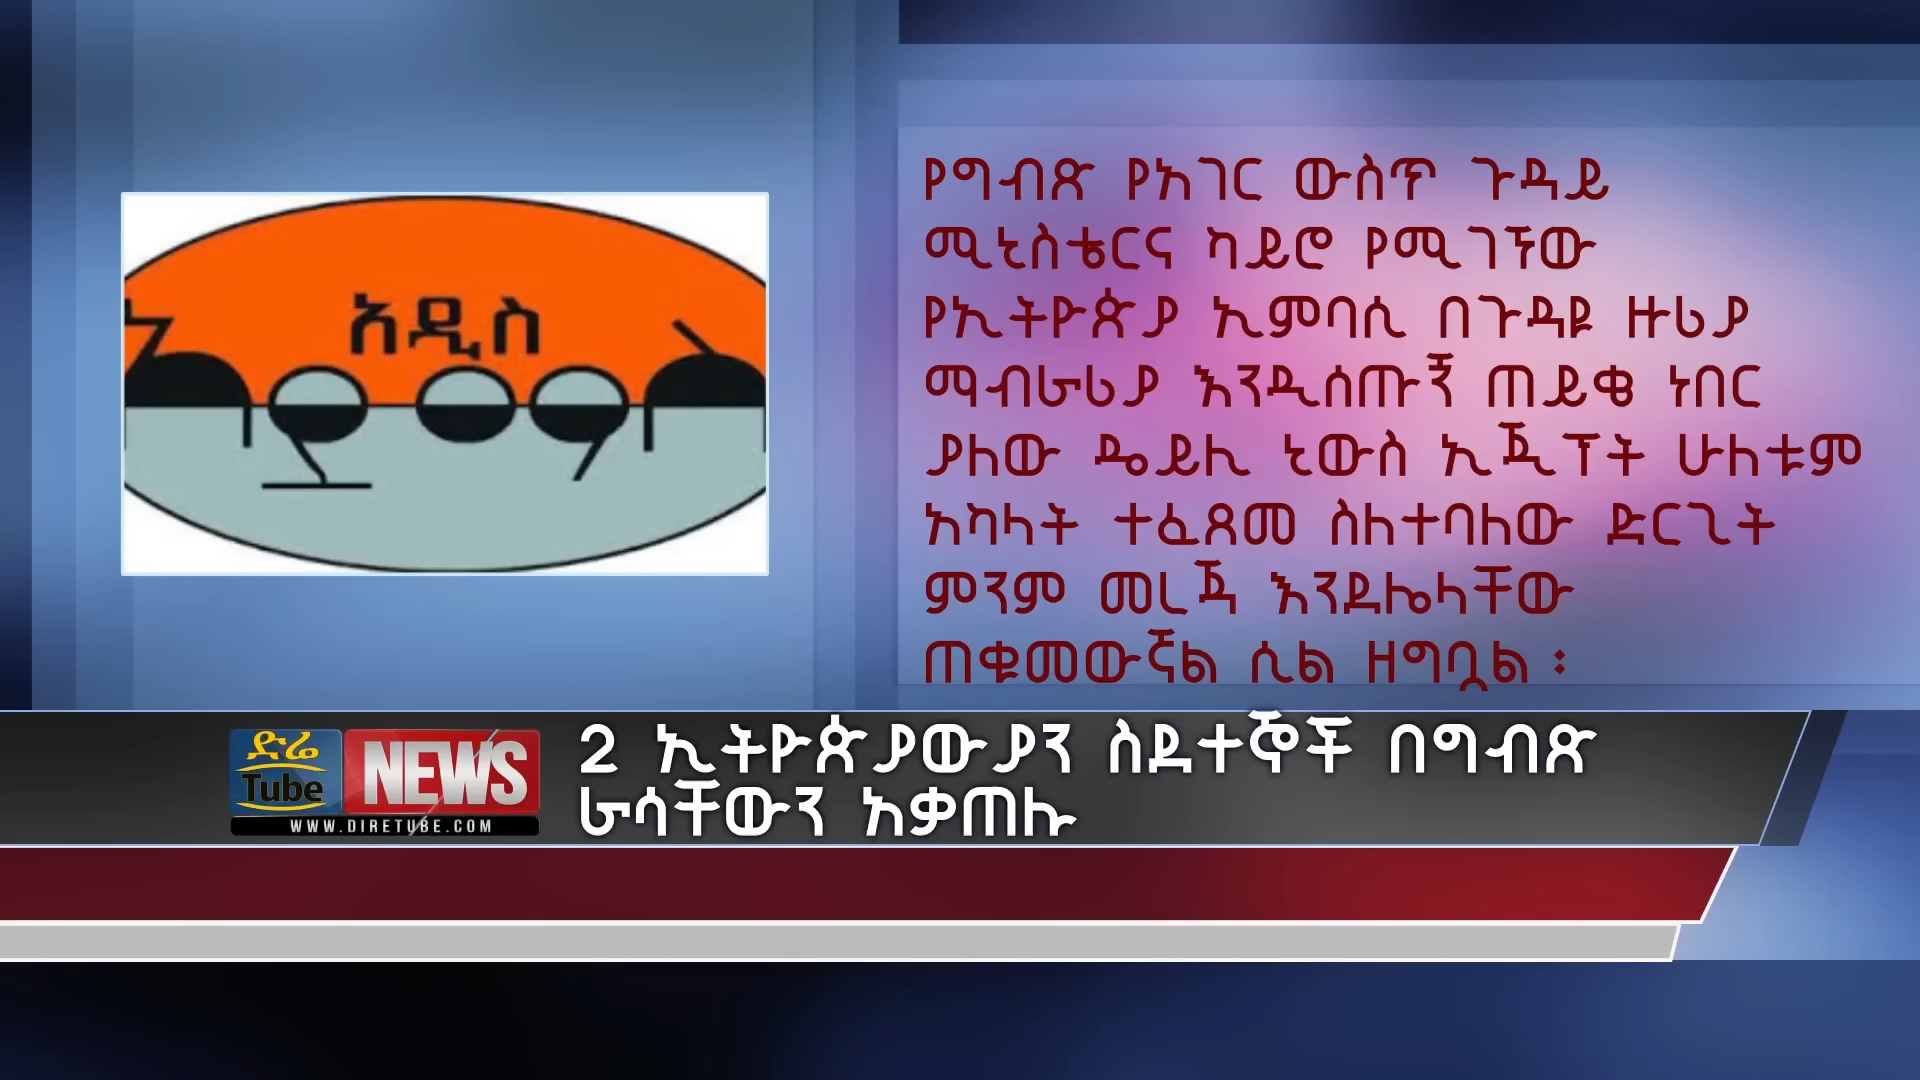 አዲስ
የግብጽ የአገር ውስጥ ጉዳይ
ሚኒስቴርና ካይሮ የሚገኘው
የኢትዮጵያ ኢምባሲ በጉዳዩ ዙሪያ
ማብራሪያ እንዲሰጡኝ ጠይቄ ነበር
ያለው ዴይሊ ኒውስ ኢጂፕት ሁለቱም
አካላት ተፈጸመ ስለተባለው ድርጊት
ምንም መረጃ እንደሌላቸው
ጠቁመውኛል ሲል ዘግቧል ፡
ድሬ
Tube
NEWS
WWW.DIRETUBE.COM
2 ኢትዮጵያውያን ስደተኞች በግብጽ
ራሳቸውን አቃጠሉ